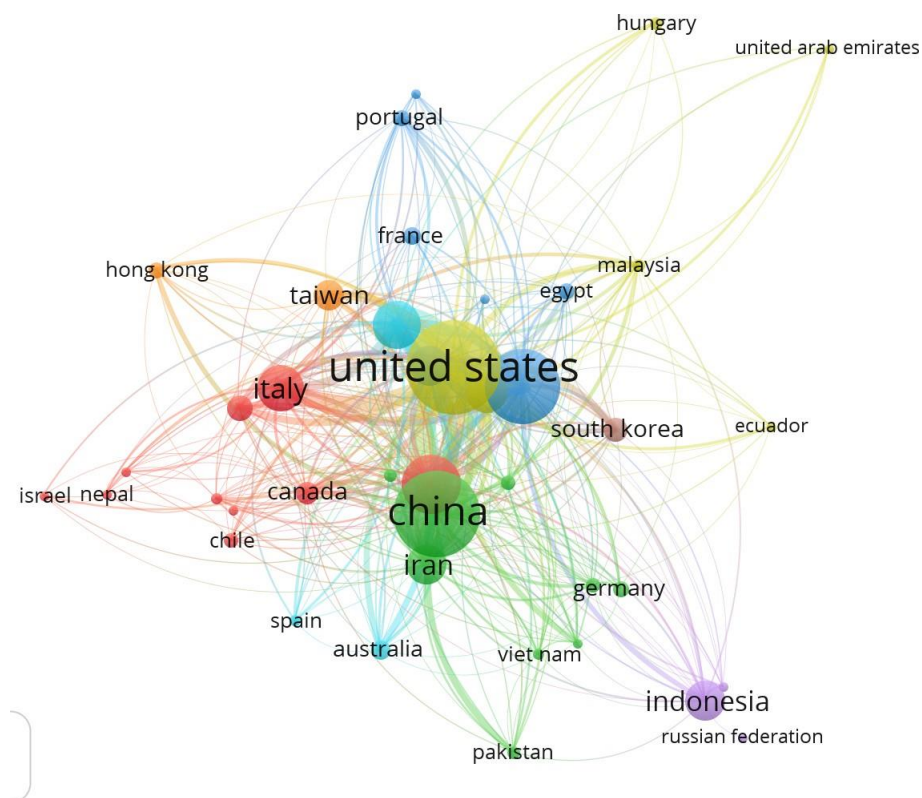 hungary
united arab emirates
portugal
france
hong kong
malaysia
taiwan
egypt
united states
italy
south korea
ecuador
israel
nepal
canada
china
chile
iran
germany
spain
australia
viet nam
indonesia
russian federation
pakistan